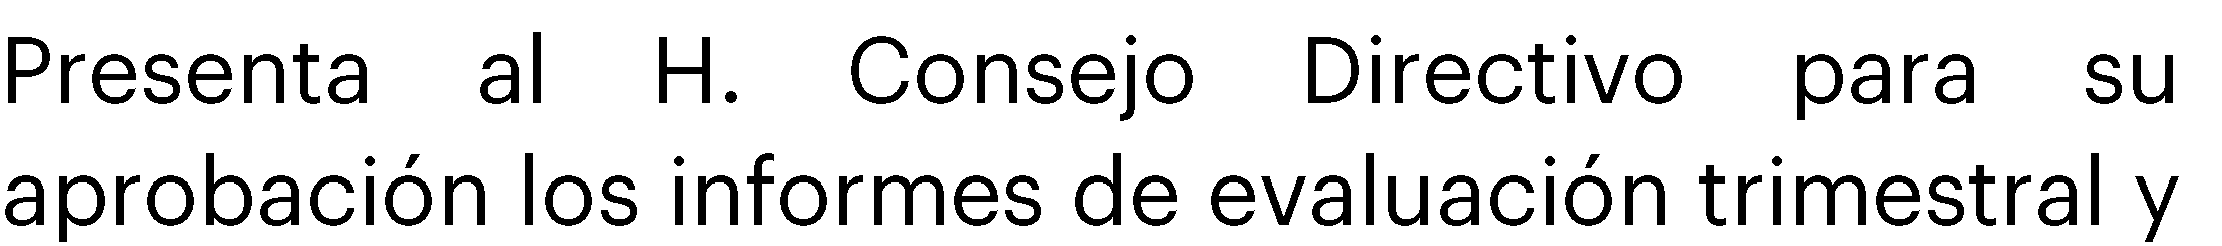 Presenta al H. Consejo Directivo para su
aprobación los informes de evaluación trimestral y